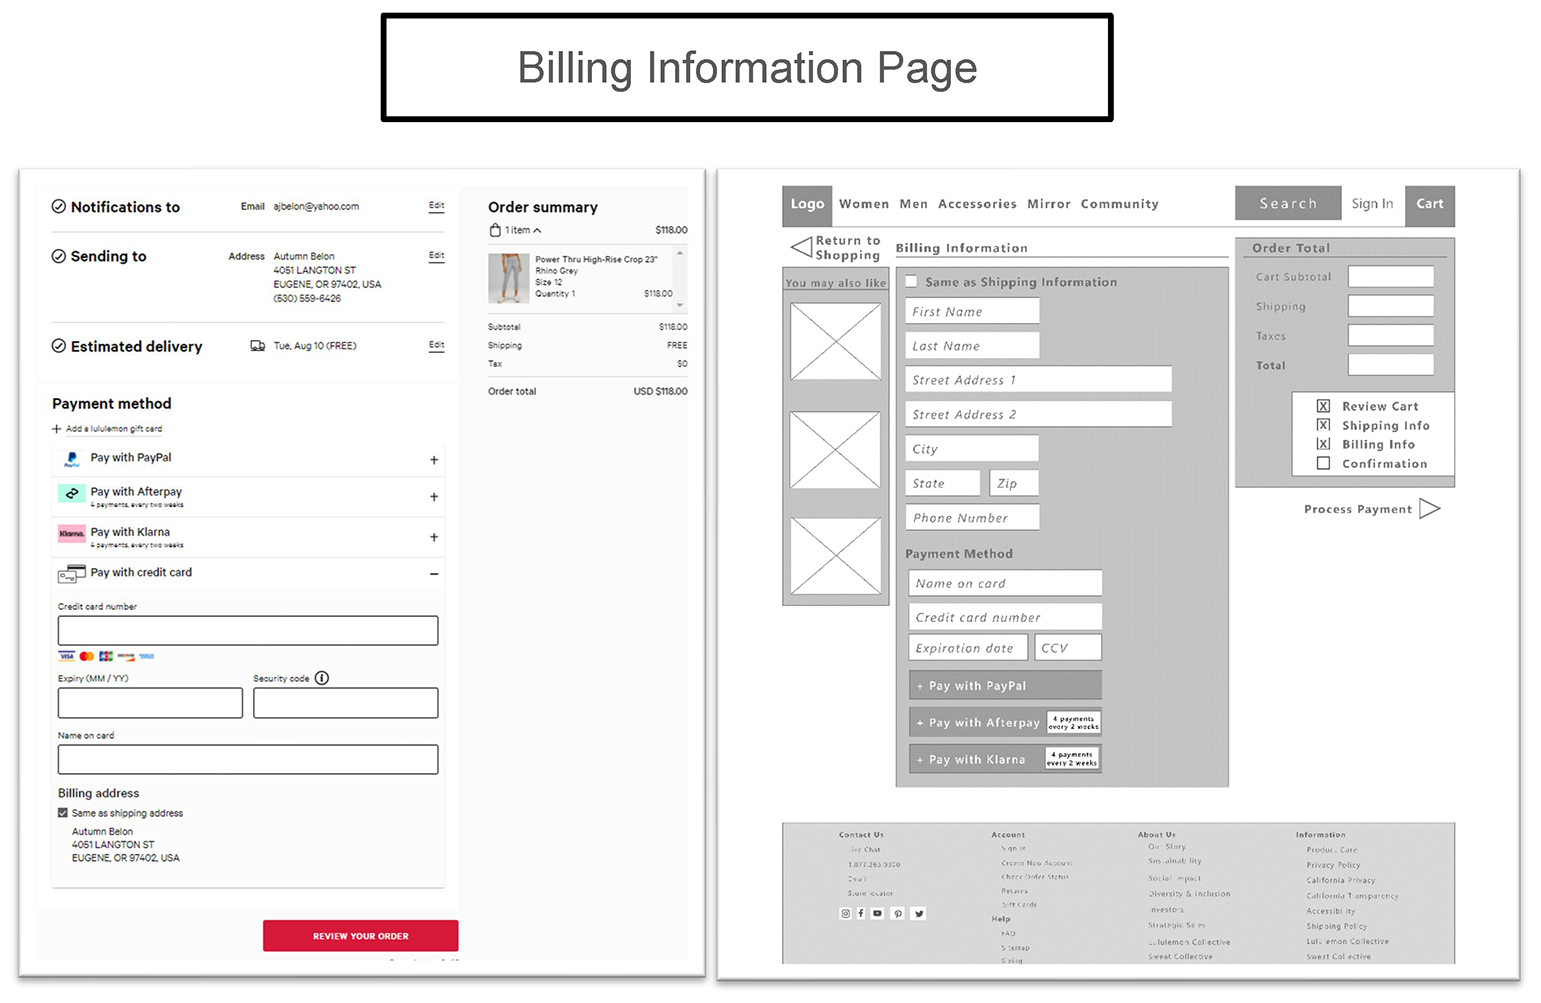 Billing Information Page
Notifications to
Email ajbelon@yahoo.com
Edit
Sending to
Address Autumn Belon
4051 LANGTON ST
EUGENE, OR 97402, USA
(530) 559-6426
Edit
Estimated delivery
Tue, Aug 10 (FREE)
Edit
Payment method
+ Add a lululemon gift card
PayPal
Pay with PayPal +
Pay with Afterpay +
4 payments, every two weeks
Klarna.
Pay with Klarna +
4 payments, every two weeks
Pay with credit card −
Credit card number
VISA
Expiry (MM / YY)
Security code
Name on card
Billing address
Same as shipping address
Autumn Belon
4051 LANGTON ST
EUGENE, OR 97402, USA
REVIEW YOUR ORDER
Order summary
1 item $118.00
Power Thru High-Rise Crop 23"
Rhino Grey
Size 12
Quantity 1 $118.00
Subtotal $118.00
Shipping FREE
Tax $0
Order total USD $118.00
Logo Women Men Accessories Mirror Community Search Sign In Cart
Return to
Shopping
Billing Information
You may also like
Same as Shipping Information
First Name
Last Name
Street Address 1
Street Address 2
City
State Zip
Phone Number
Payment Method
Name on card
Credit card number
Expiration date CCV
+ Pay with PayPal
+ Pay with Afterpay
4 payments
every 2 weeks
+ Pay with Klarna
4 payments
every 2 weeks
Order Total
Cart Subtotal
Shipping
Taxes
Total
X Review Cart
X Shipping Info
X Billing Info
Confirmation
Process Payment
Contact Us
Live Chat
1.877.263.9300
Email
Store locator
Account
Sign In
Create New Account
Check Order Status
Returns
Gift Cards
Help
FAQ
Sitemap
Sizing
About Us
Our Story
Sustainability
Social Impact
Diversity & Inclusion
Investors
Strategic Sales
Lululemon Collective
Sweat Collective
Information
Product Care
Privacy Policy
California Privacy
California Transparency
Accessibility
Shipping Policy
Lululemon Collective
Sweat Collective